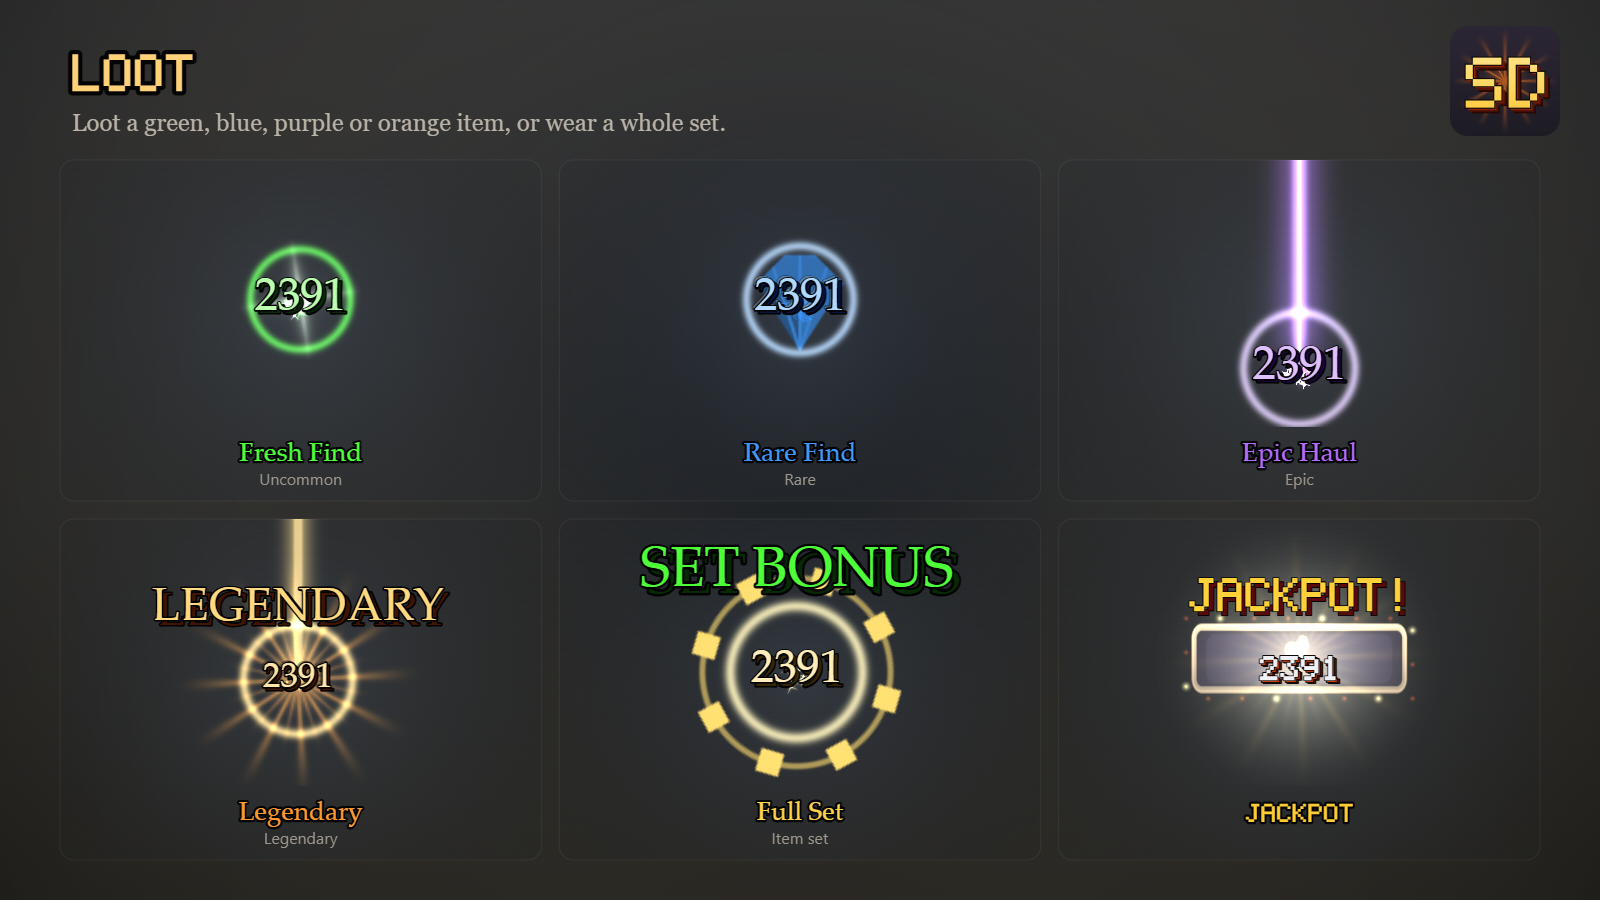 LOOT
SD
Loot a green, blue, purple or orange item, or wear a whole set.
2391
Fresh Find
Uncommon
2391
Rare Find
Rare
2391
Epic Haul
Epic
LEGENDARY
2391
Legendary
Legendary
SET BONUS
2391
Full Set
Item set
JACKPOT!
2391
JACKPOT